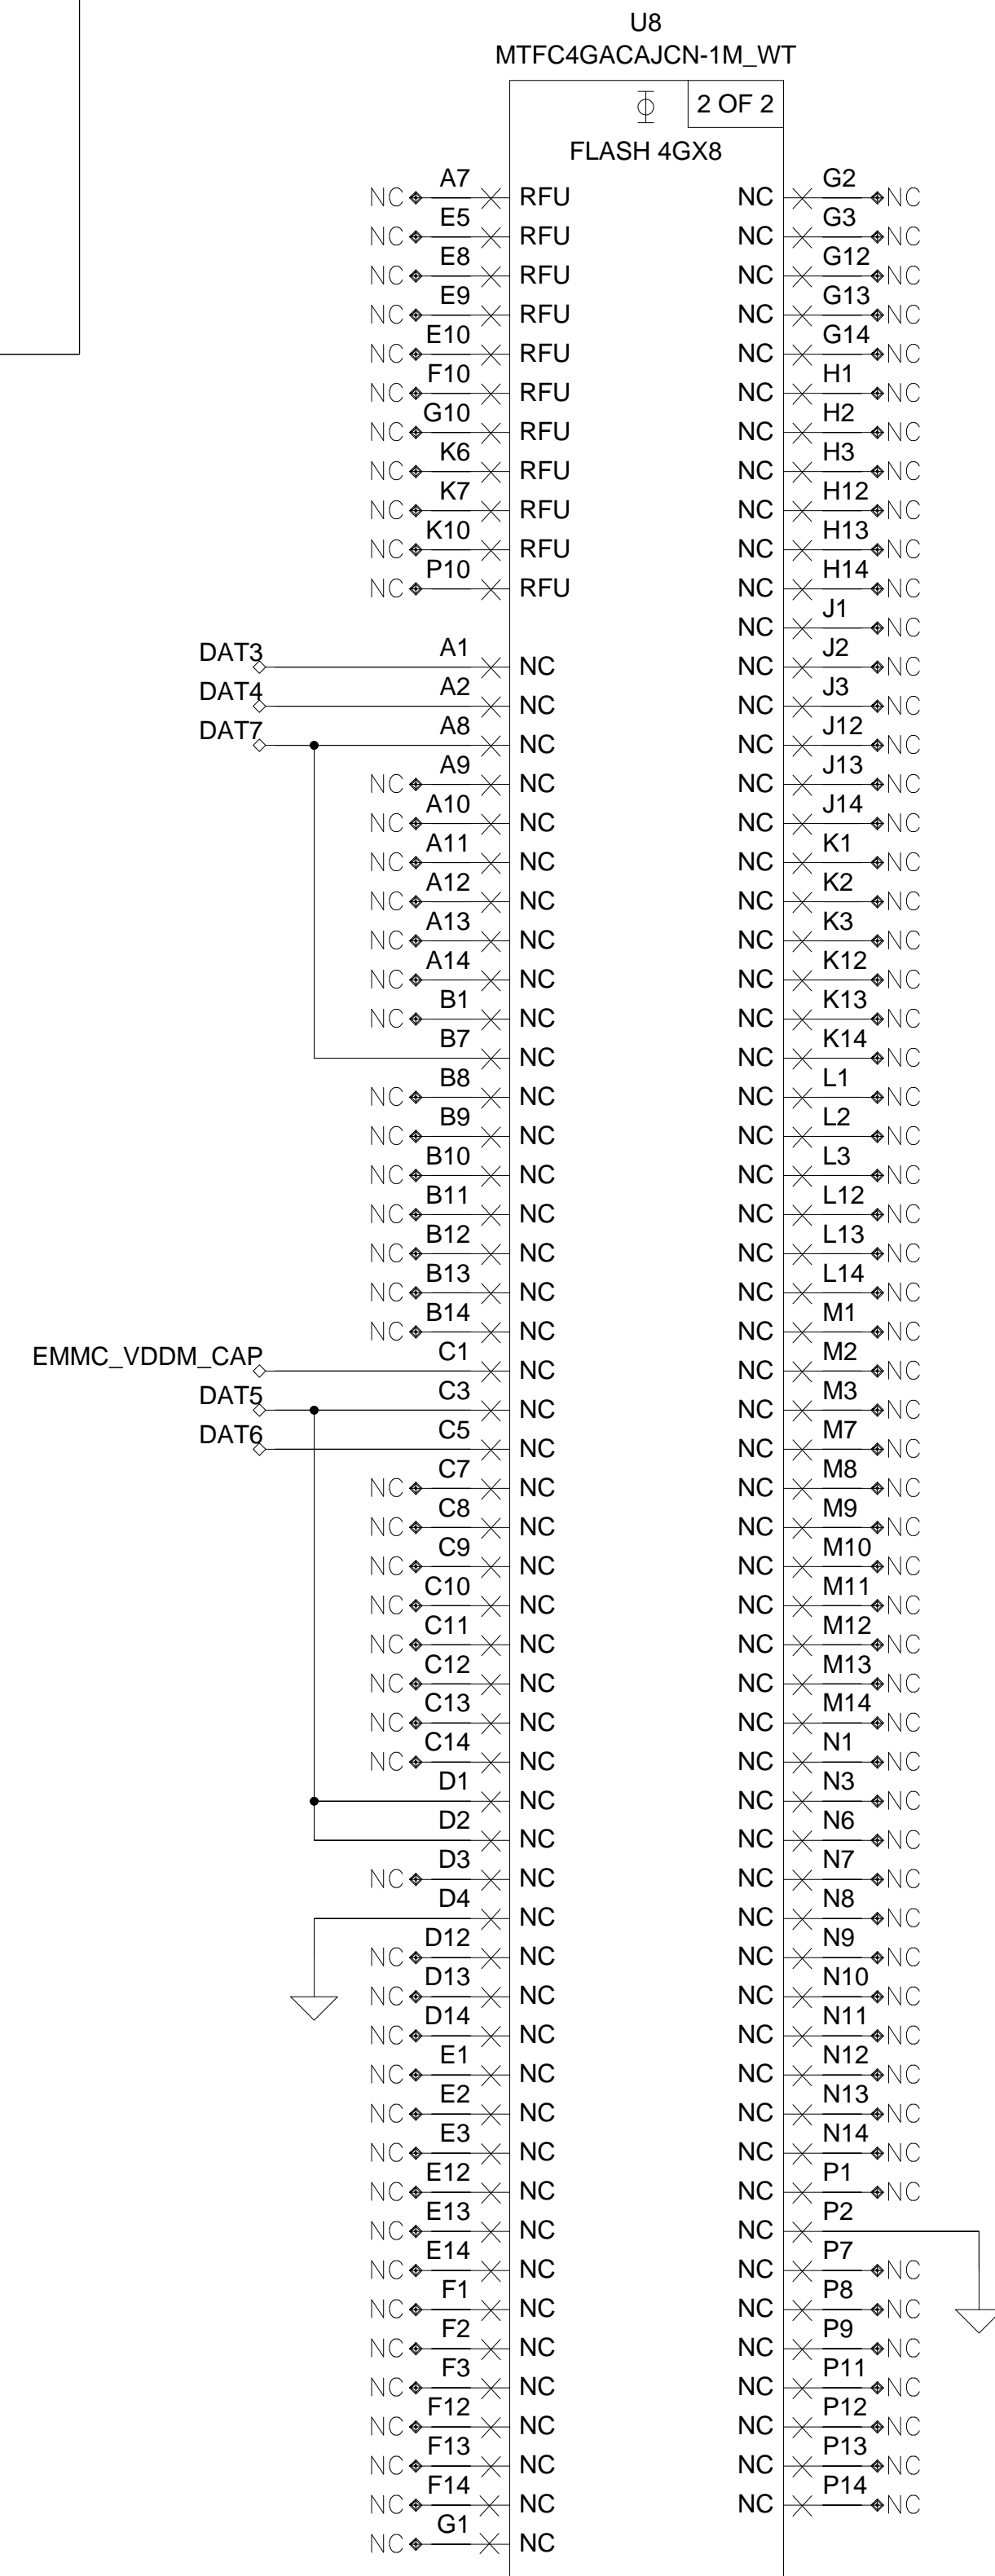 U8
MTFC4GACAJCN-1M_WT
2 OF 2
FLASH 4GX8
NC A7 RFU NC G2 NC
NC E5 RFU NC G3 NC
NC E8 RFU NC G12 NC
NC E9 RFU NC G13 NC
NC E10 RFU NC G14 NC
NC F10 RFU NC H1 NC
NC G10 RFU NC H2 NC
NC K6 RFU NC H3 NC
NC K7 RFU NC H12 NC
NC K10 RFU NC H13 NC
NC P10 RFU NC H14 NC
NC J1 NC
DAT3 A1 NC NC J2 NC
DAT4 A2 NC NC J3 NC
DAT7 A8 NC NC J12 NC
NC A9 NC NC J13 NC
NC A10 NC NC J14 NC
NC A11 NC NC K1 NC
NC A12 NC NC K2 NC
NC A13 NC NC K3 NC
NC A14 NC NC K12 NC
NC B1 NC NC K13 NC
B7 NC NC K14 NC
NC B8 NC NC L1 NC
NC B9 NC NC L2 NC
NC B10 NC NC L3 NC
NC B11 NC NC L12 NC
NC B12 NC NC L13 NC
NC B13 NC NC L14 NC
NC B14 NC NC M1 NC
EMMC_VDDM_CAP C1 NC NC M2 NC
DAT5 C3 NC NC M3 NC
DAT6 C5 NC NC M7 NC
NC C7 NC NC M8 NC
NC C8 NC NC M9 NC
NC C9 NC NC M10 NC
NC C10 NC NC M11 NC
NC C11 NC NC M12 NC
NC C12 NC NC M13 NC
NC C13 NC NC M14 NC
NC C14 NC NC N1 NC
D1 NC NC N3 NC
D2 NC NC N6 NC
NC D3 NC NC N7 NC
D4 NC NC N8 NC
NC D12 NC NC N9 NC
NC D13 NC NC N10 NC
NC D14 NC NC N11 NC
NC E1 NC NC N12 NC
NC E2 NC NC N13 NC
NC E3 NC NC N14 NC
NC E12 NC NC P1 NC
NC E13 NC NC P2
NC E14 NC NC P7 NC
NC F1 NC NC P8 NC
NC F2 NC NC P9 NC
NC F3 NC NC P11 NC
NC F12 NC NC P12 NC
NC F13 NC NC P13 NC
NC F14 NC NC P14 NC
NC G1 NC